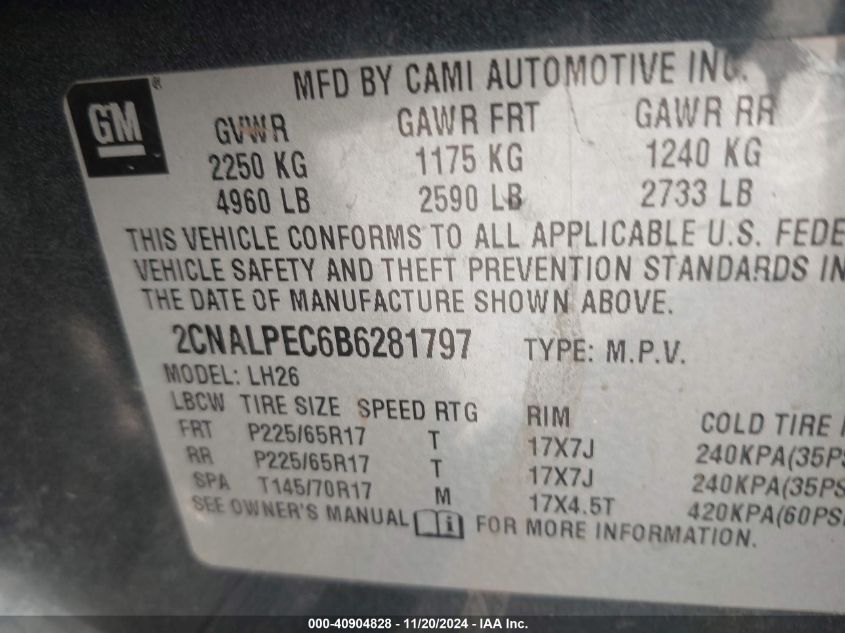 GM ®
MFD BY CAMI AUTOMOTIVE INC.
GVWR GAWR FRT GAWR RR
2250 KG 1175 KG 1240 KG
4960 LB 2590 LB 2733 LB
THIS VEHICLE CONFORMS TO ALL APPLICABLE U.S. FEDE
VEHICLE SAFETY AND THEFT PREVENTION STANDARDS IN
THE DATE OF MANUFACTURE SHOWN ABOVE.
2CNALPEC6B6281797 TYPE: M.P.V.
MODEL: LH26
LBCW TIRE SIZE SPEED RTG RIM COLD TIRE
FRT P225/65R17 T 17X7J 240KPA(35PS
RR P225/65R17 T 17X7J 240KPA(35PS
SPA T145/70R17 M 17X4.5T 420KPA(60PS
SEE OWNER'S MANUAL i FOR MORE INFORMATION.
000-40904828 - 11/20/2024 - IAA Inc.